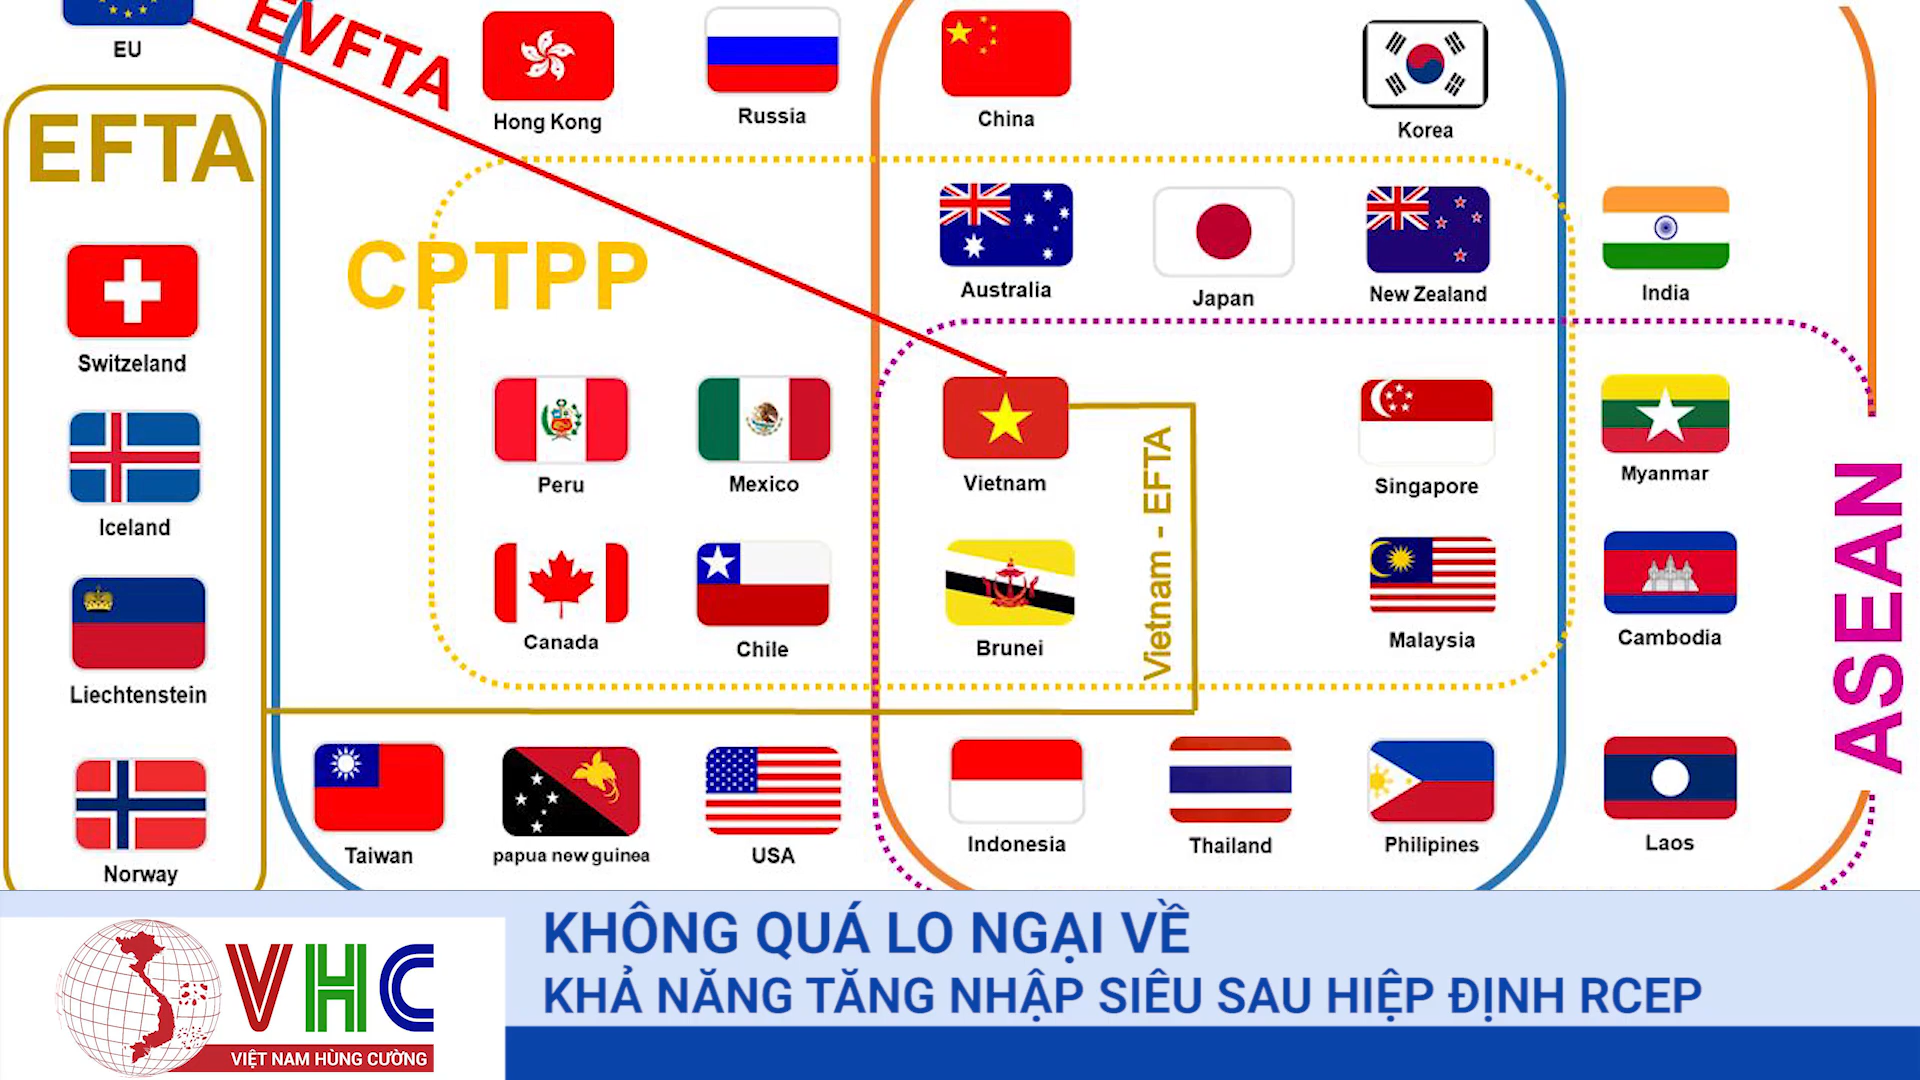 EU
EVFTA
Hong Kong
Russia
China
Korea
EFTA
CPTPP
Australia
Japan
New Zealand
India
Switzeland
Peru
Mexico
Vietnam
Singapore
Myanmar
Vietnam - EFTA
ASEAN
Iceland
Canada
Chile
Brunei
Malaysia
Cambodia
Liechtenstein
Norway
Taiwan
papua new guinea
USA
Indonesia
Thailand
Philipines
Laos
VHC
VIỆT NAM HÙNG CƯỜNG
KHÔNG QUÁ LO NGẠI VỀ
KHẢ NĂNG TĂNG NHẬP SIÊU SAU HIỆP ĐỊNH RCEP